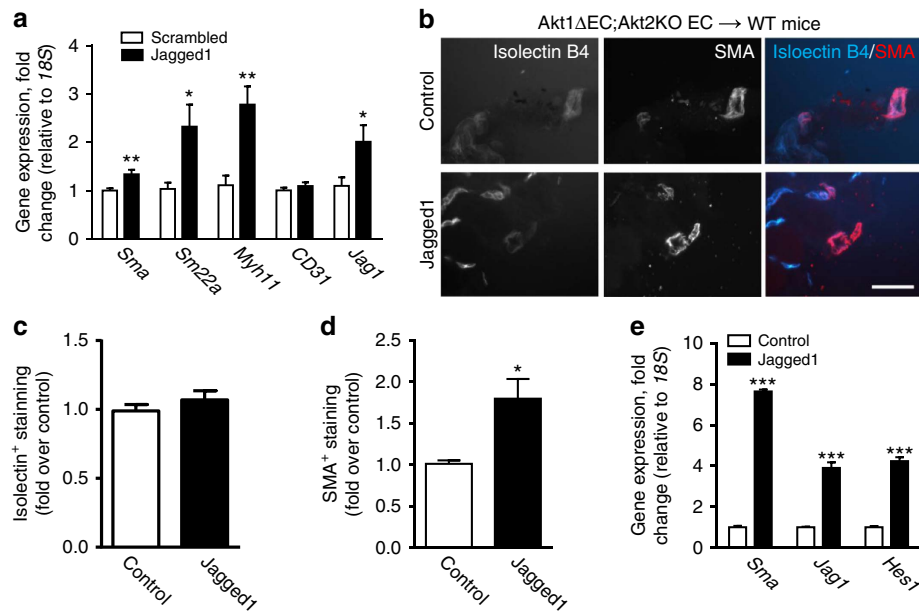 a
Scrambled
Jagged1
Gene expression, fold
change (relative to 18S)
4
3
2
1
0
**
*
**
*
Sma
Sm22a
Myh11
CD31
Jag1
b
Akt1ΔEC;Akt2KO EC → WT mice
Isolectin B4
SMA
Isloectin B4/SMA
Control
Jagged1
c
Isolectin⁺ stainning
(fold over control)
1.5
1.0
0.5
0.0
Control
Jagged1
d
SMA⁺ staining
(fold over control)
2.5
2.0
1.5
1.0
0.5
0.0
*
Control
Jagged1
e
Control
Jagged1
Gene expression, fold
change (relative to 18S)
10
8
6
4
2
0
***
***
***
Sma
Jag1
Hes1